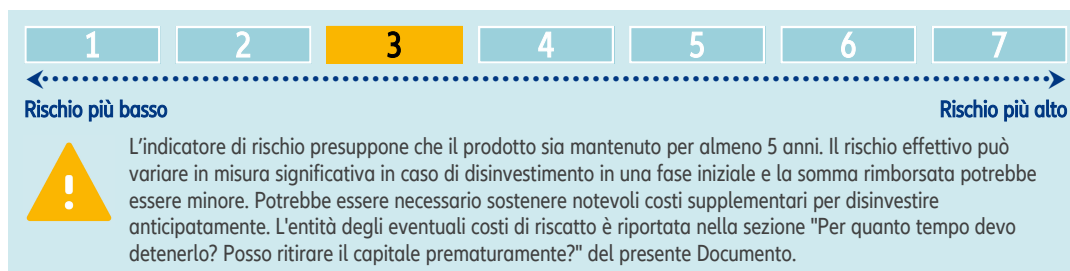 1 2 3 4 5 6 7
Rischio più basso Rischio più alto
L'indicatore di rischio presuppone che il prodotto sia mantenuto per almeno 5 anni. Il rischio effettivo può
variare in misura significativa in caso di disinvestimento in una fase iniziale e la somma rimborsata potrebbe
essere minore. Potrebbe essere necessario sostenere notevoli costi supplementari per disinvestire
anticipatamente. L'entità degli eventuali costi di riscatto è riportata nella sezione "Per quanto tempo devo
detenerlo? Posso ritirare il capitale prematuramente?" del presente Documento.